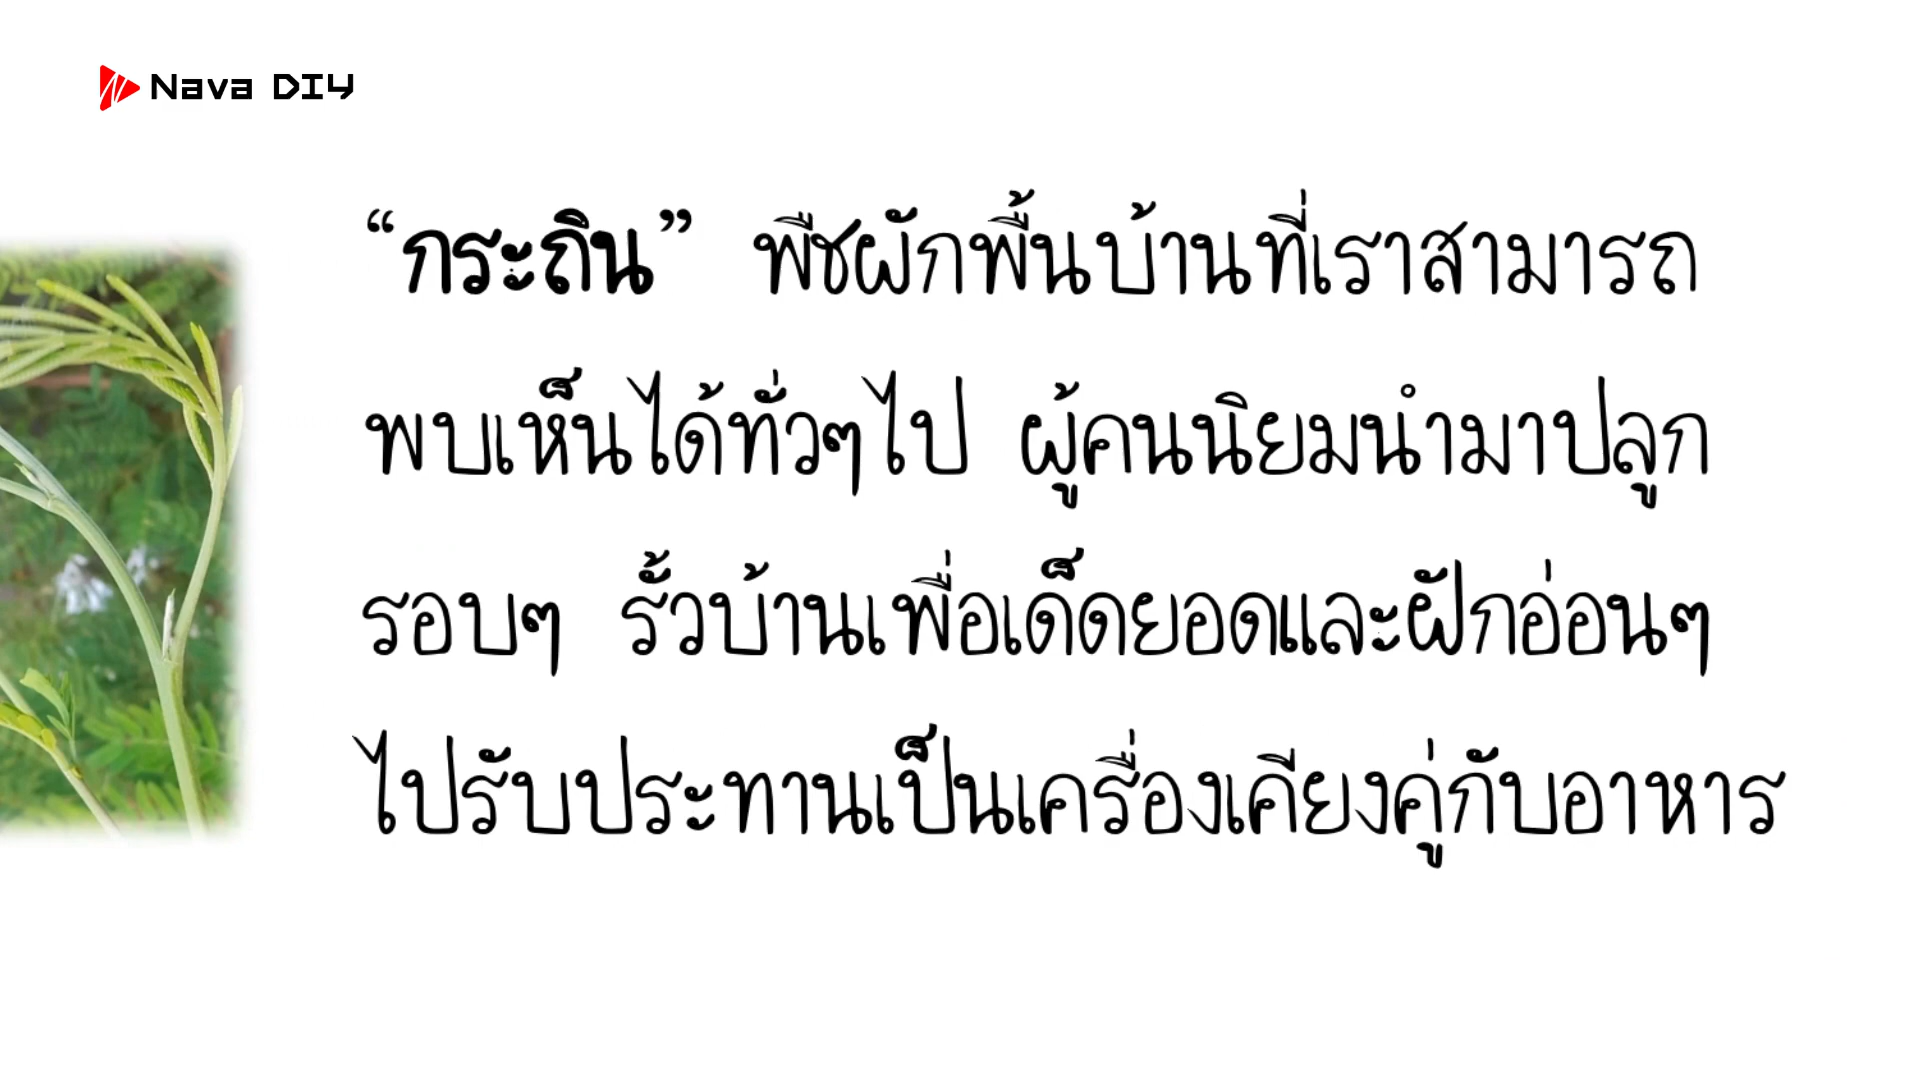 Nava DIY
“กระถิน” พืชผักพื้นบ้านที่เราสามารถ
พบเห็นได้ทั่วๆไป ผู้คนนิยมนำมาปลูก
รอบๆ รั้วบ้านเพื่อเด็ดยอดและฝักอ่อนๆ
ไปรับประทานเป็นเครื่องเคียงคู่กับอาหาร